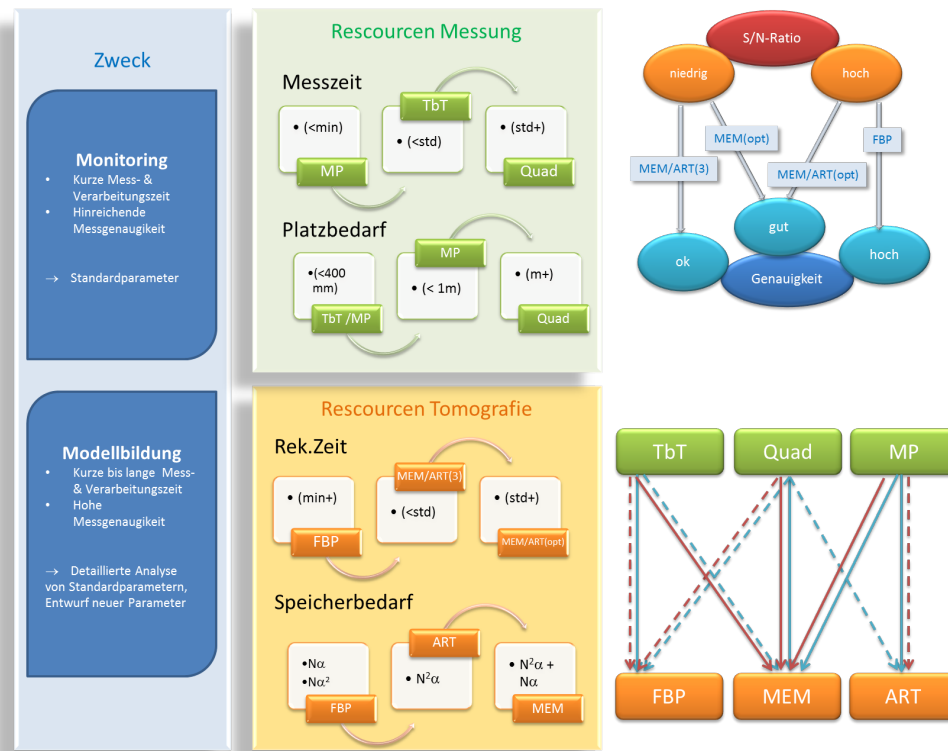 Zweck
Monitoring
• Kurze Mess- &
Verarbeitungszeit
• Hinreichende
Messgenaugikeit
→ Standardparameter
Modellbildung
• Kurze bis lange Mess-
& Verarbeitungszeit
• Hohe
Messgenaugikeit
→ Detaillierte Analyse
von Standardparametern,
Entwurf neuer Parameter
Rescourcen Messung
Messzeit
• (<min)
MP
TbT
• (<std)
• (std+)
Quad
Platzbedarf
•(<400
mm)
TbT /MP
MP
• (< 1m)
• (m+)
Quad
Rescourcen Tomografie
Rek.Zeit
• (min+)
FBP
MEM/ART(3)
• (<std)
• (std+)
MEM/ART(opt)
Speicherbedarf
•Nα
•Nα²
FBP
ART
• N²α
• N²α +
Nα
MEM
S/N-Ratio
niedrig
hoch
MEM(opt)
FBP
MEM/ART(3)
MEM/ART(opt)
gut
ok
hoch
Genauigkeit
TbT
Quad
MP
FBP
MEM
ART